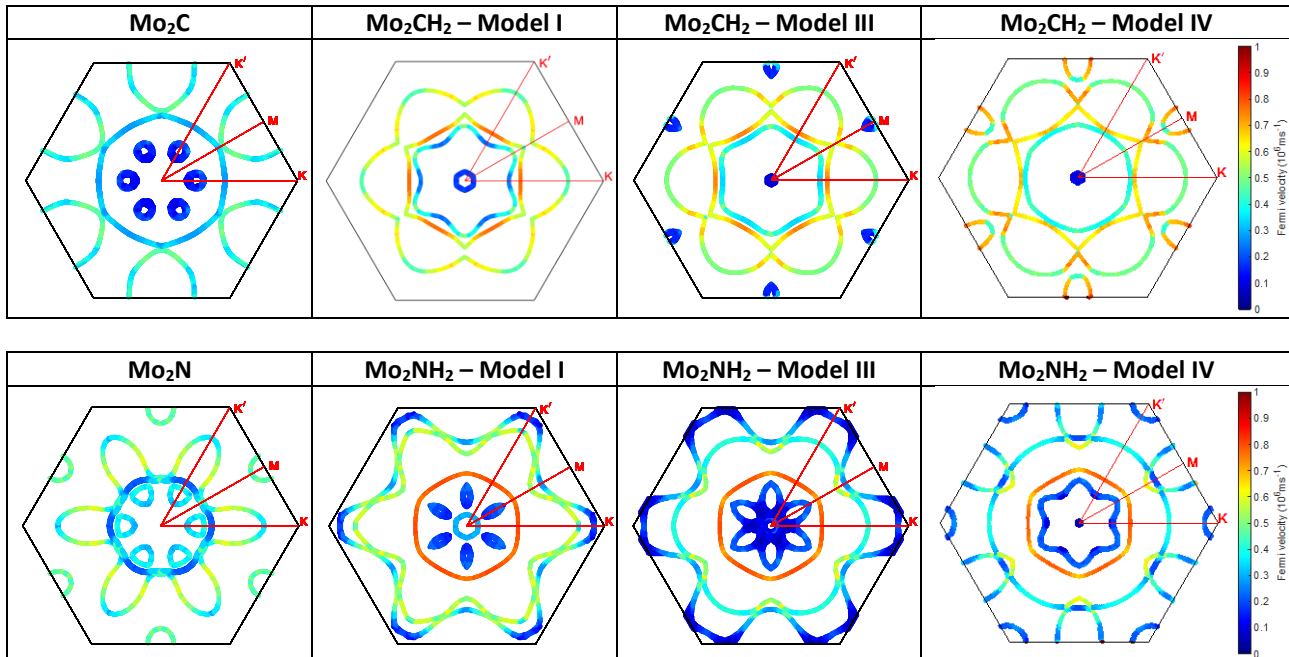 Mo₂C
Mo₂CH₂ – Model I
Mo₂CH₂ – Model III
Mo₂CH₂ – Model IV
K′
M
K
K′
M
K
K′
M
K
K′
M
K
1
0.9
0.8
0.7
0.6
0.5
0.4
0.3
0.2
0.1
0
Fermi velocity (10⁶ms⁻¹)
Mo₂N
Mo₂NH₂ – Model I
Mo₂NH₂ – Model III
Mo₂NH₂ – Model IV
K′
M
K
K′
M
K
K′
M
K
K′
M
K
1
0.9
0.8
0.7
0.6
0.5
0.4
0.3
0.2
0.1
0
Fermi velocity (10⁶ms⁻¹)